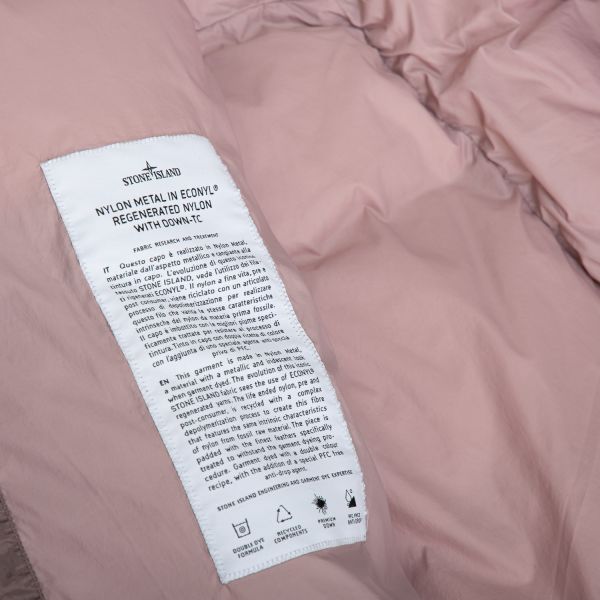 STONE ISLAND
NYLON METAL IN ECONYL®
REGENERATED NYLON
WITH DOWN-TC
FABRIC RESEARCH AND TREATMENT
IT Questo capo è realizzato in Nylon Metal,
materiale dall'aspetto metallico e cangiante alla
tintura in capo. L'evoluzione di questo iconico
tessuto STONE ISLAND, vede l'utilizzo dei fila-
ti rigenerati ECONYL®. Il nylon a fine vita, pre e
post consumer, viene riciclato con un articolato
processo di depolimerizzazione per realizzare
questo filo che vanta le stesse caratteristiche
intrinseche del nylon da materia prima fossile.
Il capo è imbottito con le migliori piume speci-
ficamente trattate per resistere al processo di
tintura. Tinto in capo con doppia ricetta di colore
con l'aggiunta di uno speciale agente anti goccia
privo di PFC.
EN This garment is made in Nylon Metal,
a material with a metallic and iridescent look
when garment dyed. The evolution of this iconic
STONE ISLAND fabric sees the use of ECONYL®
regenerated yarns. The life ended nylon, pre and
post-consumer, is recycled with a complex
depolymerization process to create this fibre
that features the same intrinsic characteristics
of nylon from fossil raw material. The piece is
padded with the finest feathers specifically
treated to withstand the garment dyeing pro-
cedure. Garment dyed with a double colour
recipe, with the addition of a special PFC free
anti-drop agent.
STONE ISLAND ENGINEERING AND GARMENT DYE EXPERTISE
DOUBLE DYE
FORMULA
RECYCLED
COMPONENTS
PREMIUM
DOWN